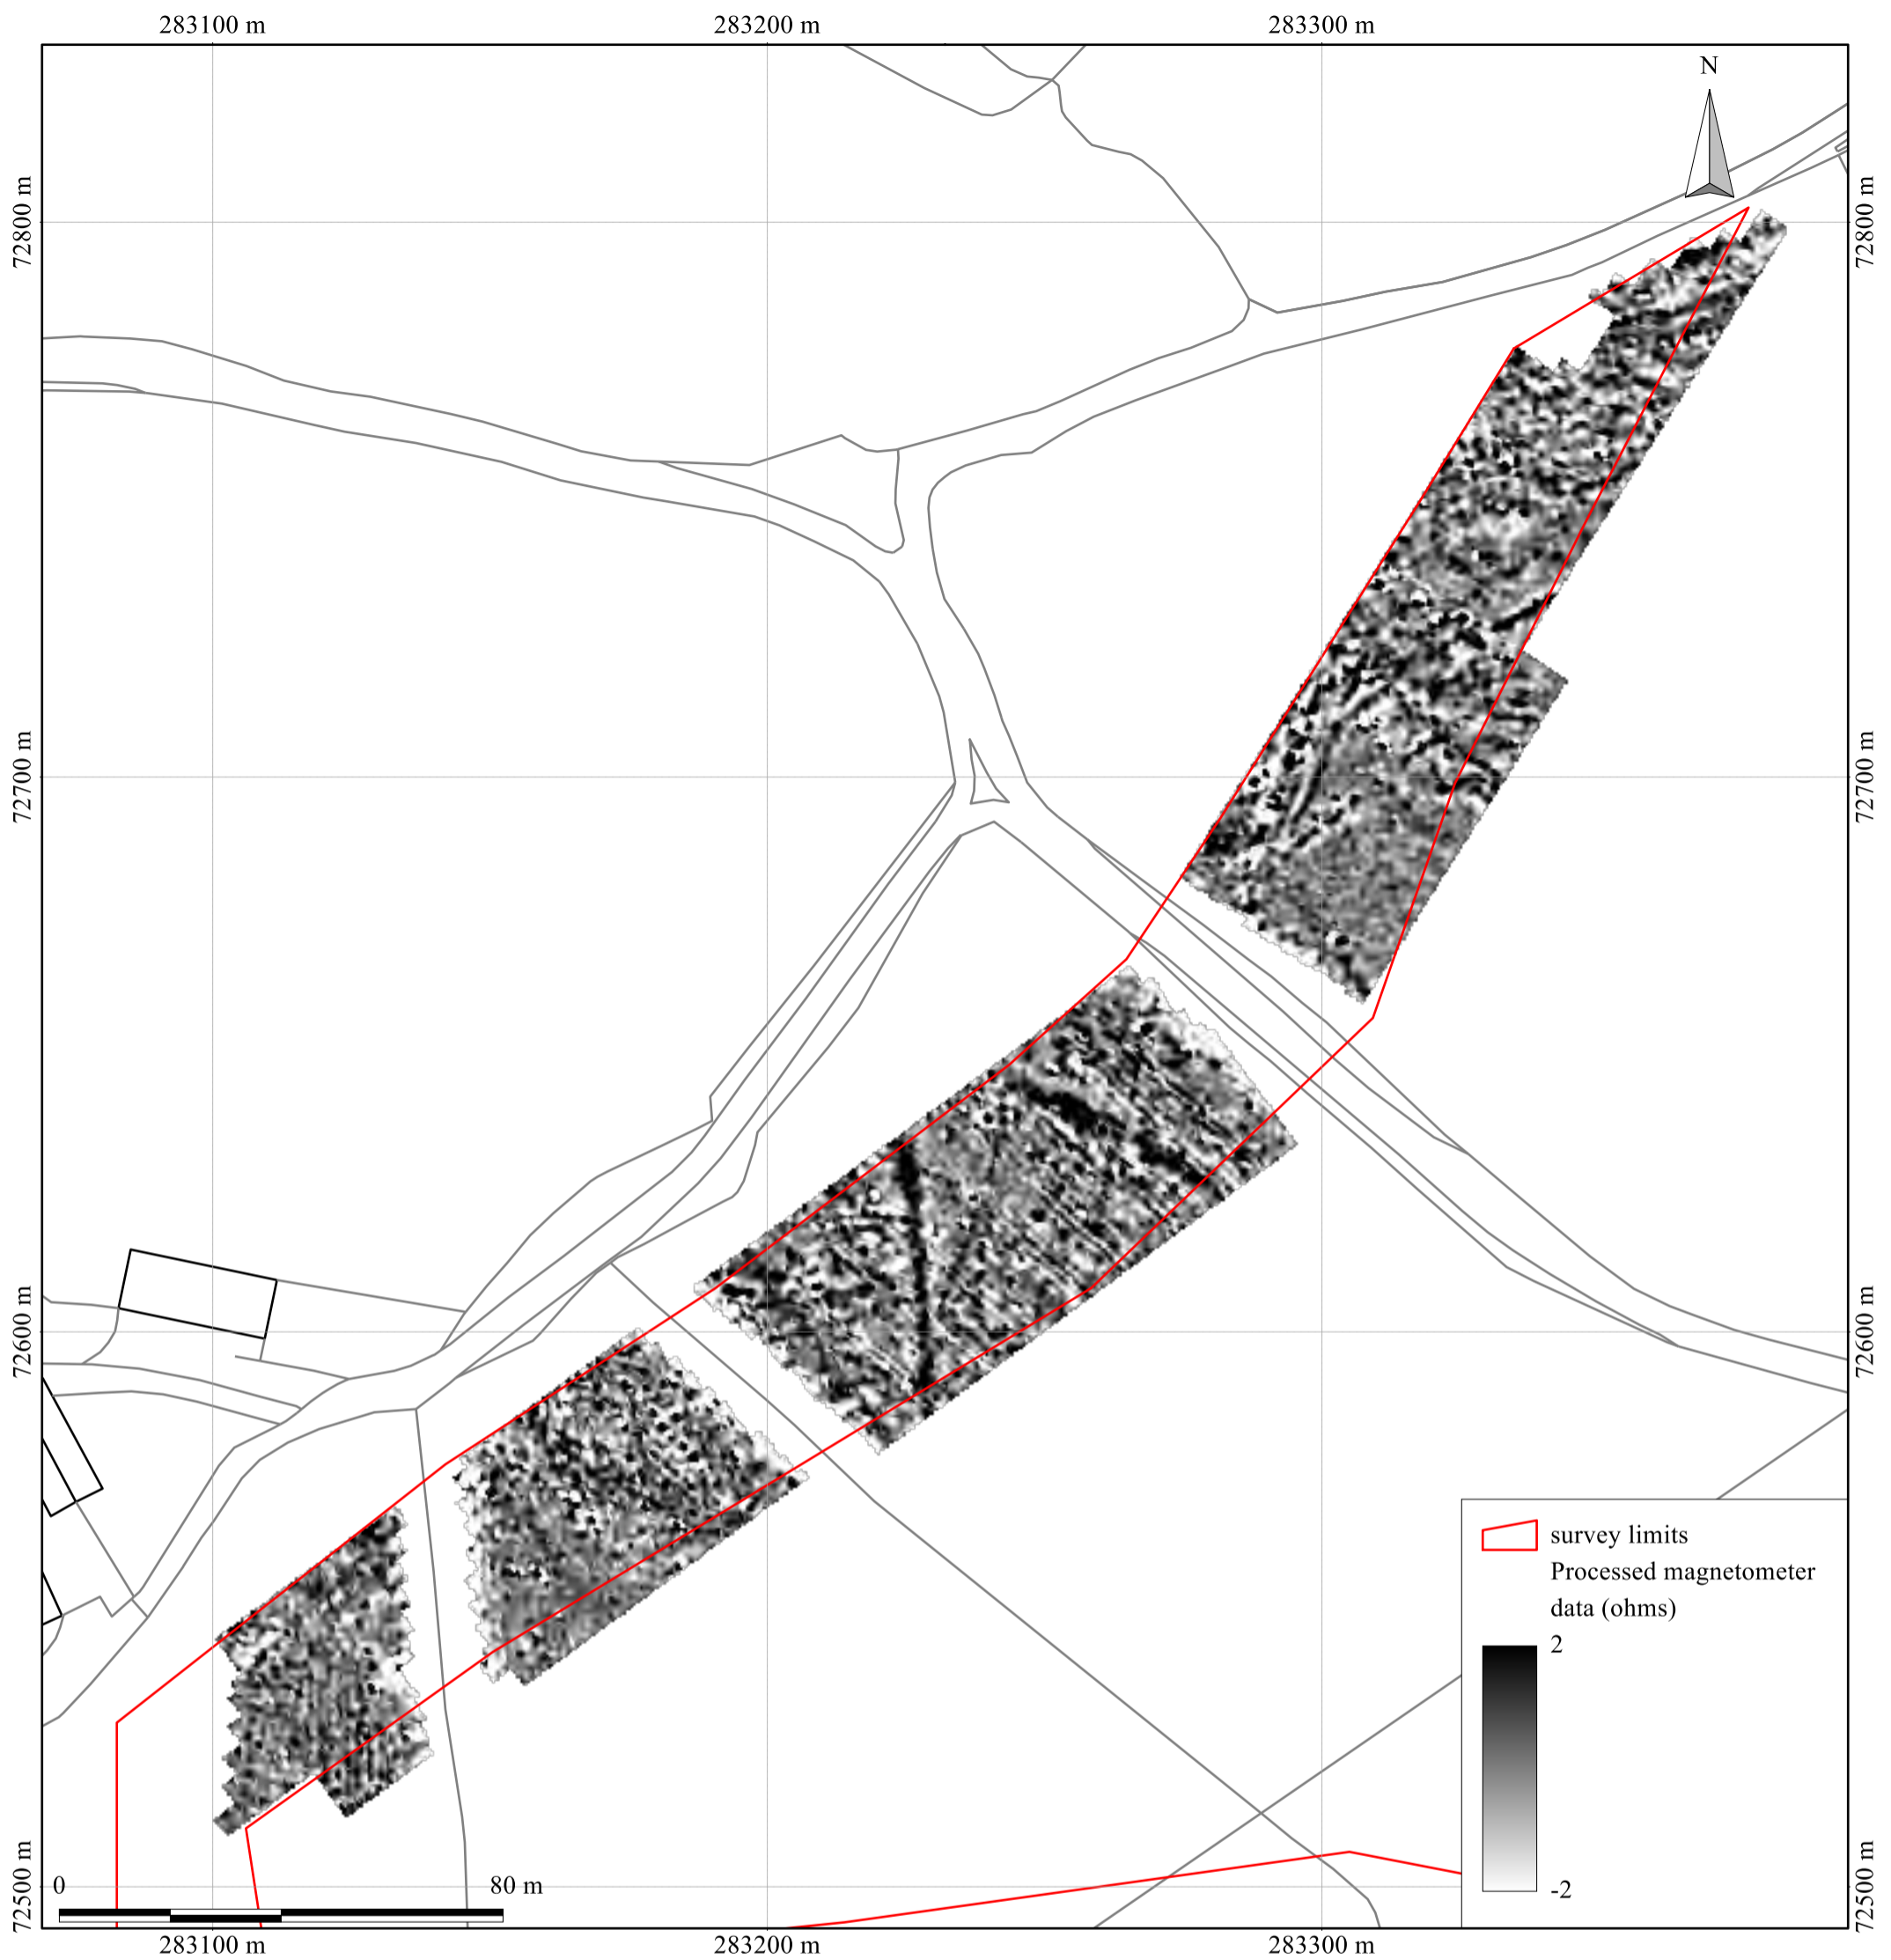 283100 m 283200 m 283300 m
N
72800 m 72800 m
72700 m 72700 m
72600 m 72600 m
survey limits
Processed magnetometer
data (ohms)
2
-2
72500 m 72500 m
0 80 m
283100 m 283200 m 283300 m